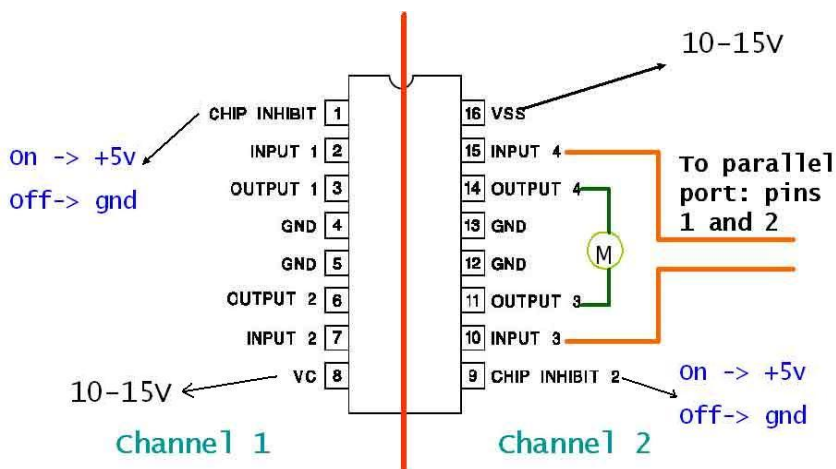 10-15V
CHIP INHIBIT 1
16 VSS
On -> +5v
Off-> gnd
INPUT 1 2
15 INPUT 4
To parallel
port: pins
1 and 2
OUTPUT 1 3
14 OUTPUT 4
GND 4
13 GND
M
GND 5
12 GND
OUTPUT 2 6
11 OUTPUT 3
INPUT 2 7
10 INPUT 3
VC 8
9 CHIP INHIBIT 2
10-15V
On -> +5v
Off-> gnd
Channel 1
Channel 2